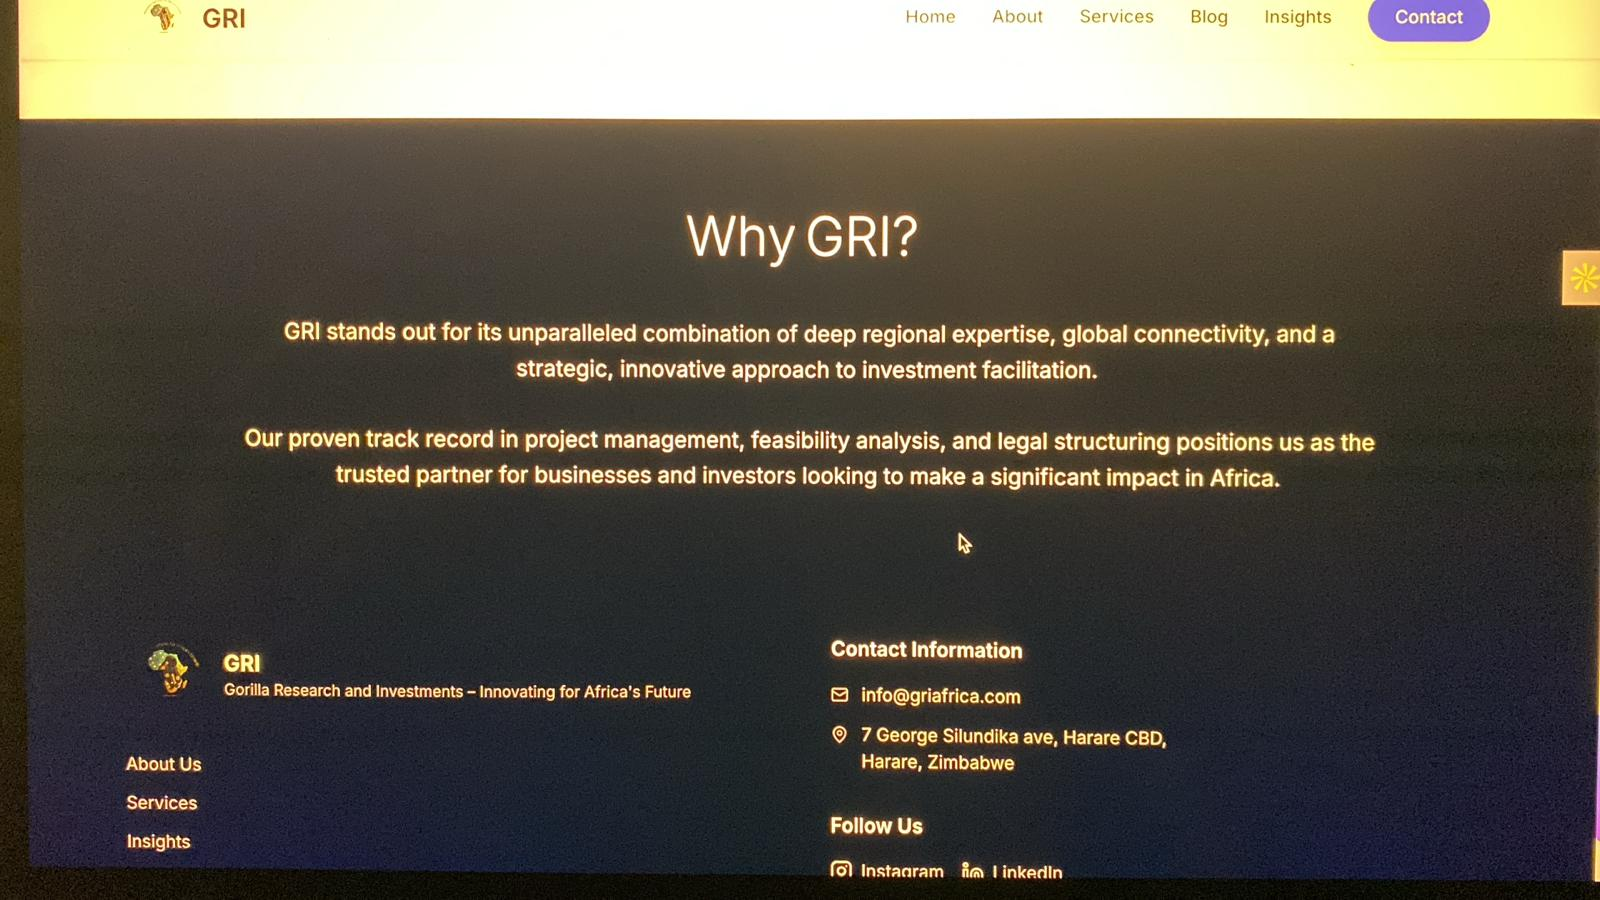 GRI
Home About Services Blog Insights Contact
Why GRI?
GRI stands out for its unparalleled combination of deep regional expertise, global connectivity, and a
strategic, innovative approach to investment facilitation.
Our proven track record in project management, feasibility analysis, and legal structuring positions us as the
trusted partner for businesses and investors looking to make a significant impact in Africa.
GRI
Gorilla Research and Investments – Innovating for Africa's Future
About Us
Services
Insights
Contact Information
info@griafrica.com
7 George Silundika ave, Harare CBD,
Harare, Zimbabwe
Follow Us
Instagram LinkedIn